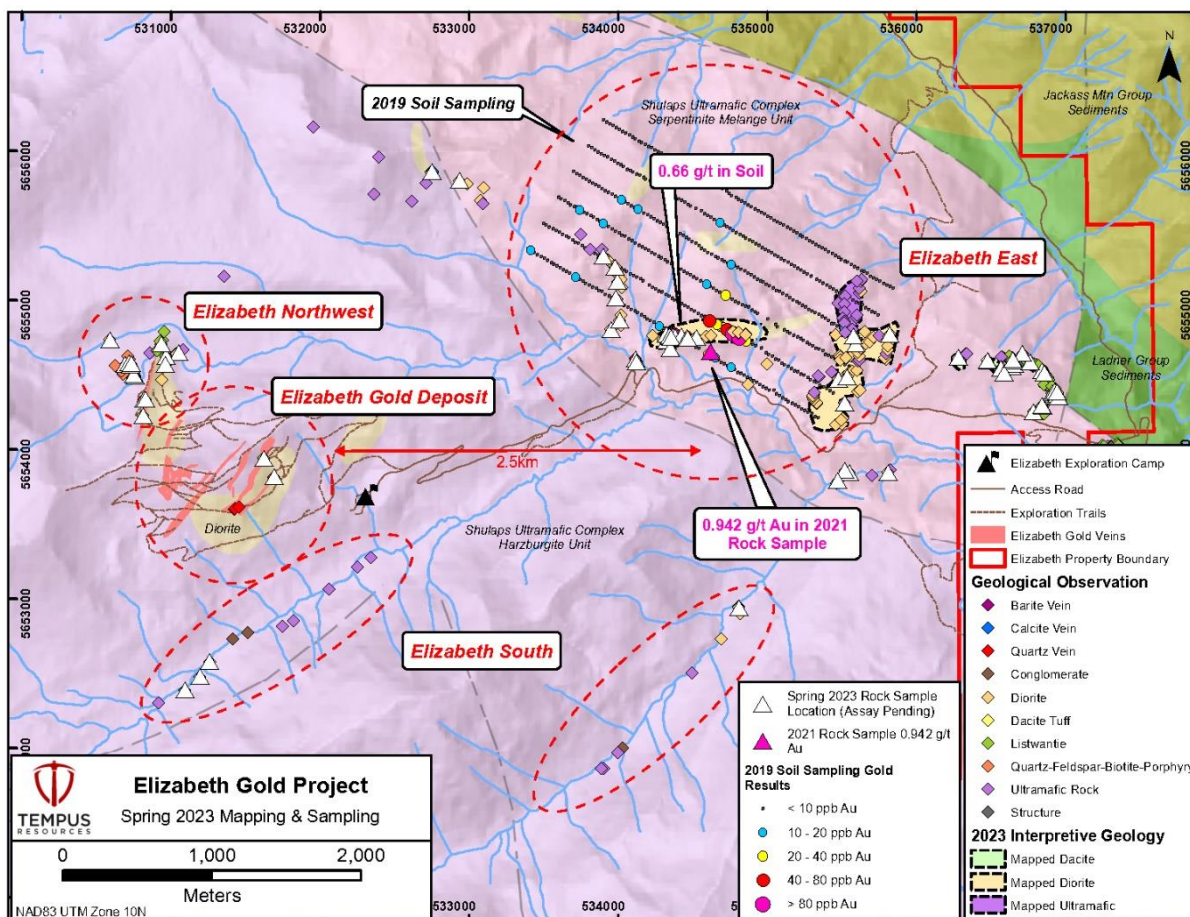 531000
532000
533000
534000
535000
536000
537000
N
5656000
5656000
5655000
5655000
5654000
5653000
2019 Soil Sampling
Shulaps Ultramafic Complex
Serpentinite Melange Unit
Jackass Mtn Group
Sediments
0.66 g/t in Soil
Elizabeth East
Elizabeth Northwest
Ladner Group
Sediments
Elizabeth Gold Deposit
2.5km
Diorite
Shulaps Ultramafic Complex
Harzburgite Unit
0.942 g/t Au in 2021
Rock Sample
Elizabeth South
Elizabeth Exploration Camp
Access Road
Exploration Trails
Elizabeth Gold Veins
Elizabeth Property Boundary
Geological Observation
Barite Vein
Calcite Vein
Quartz Vein
Conglomerate
Diorite
Dacite Tuff
Listwantie
Quartz-Feldspar-Biotite-Porphyry
Ultramafic Rock
Structure
2023 Interpretive Geology
Mapped Dacite
Mapped Diorite
Mapped Ultramafic
Spring 2023 Rock Sample
Location (Assay Pending)
2021 Rock Sample 0.942 g/t
Au
2019 Soil Sampling Gold
Results
< 10 ppb Au
10 - 20 ppb Au
20 - 40 ppb Au
40 - 80 ppb Au
> 80 ppb Au
TEMPUS
RESOURCES
Elizabeth Gold Project
Spring 2023 Mapping & Sampling
0 1,000 2,000
Meters
NAD83 UTM Zone 10N
533000
534000